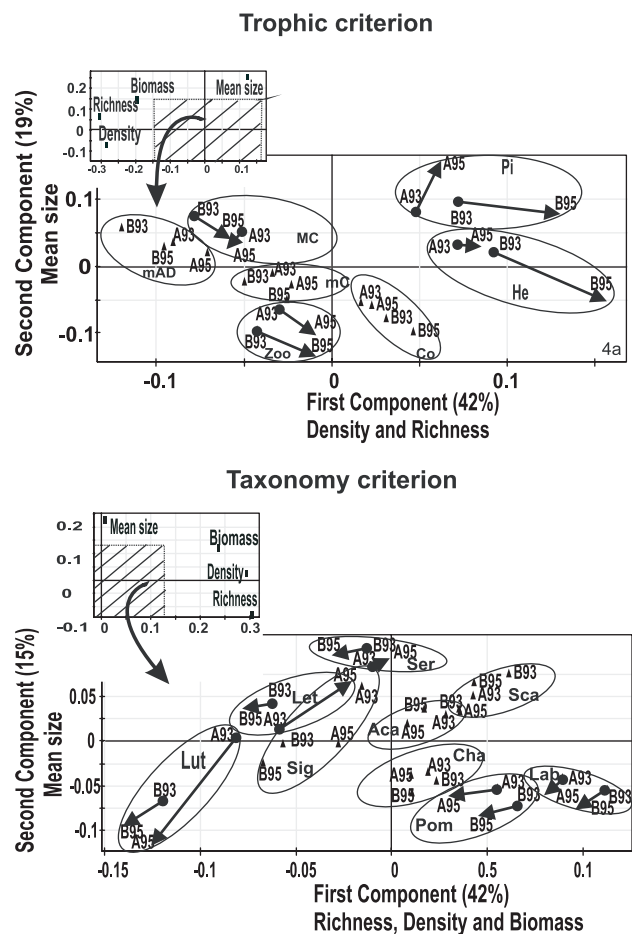 Trophic criterion
0.2
0.1
0
-0.1
Biomass
Mean size
Richness
Density
-0.3 -0.2 -0.1 0.0 0.1
Second Component (19%)
Mean size
0.1
0
-0.1
A95
Pi
A93
B93
B95
B93
B95
A93
A95
MC
B93
A93
B95
A95
mAD
A93
A95
B93
He
B95
A93
B93
A95
mC
B95
A93
A95
B93
B95
Co
A93
A95
B93
B95
Zoo
4a
-0.1 0 0.1
First Component (42%)
Density and Richness
Taxonomy criterion
0.2
0.1
0
-0.1
Mean size
Biomass
Density
Richness
0 0.1 0.2 0.3
Second Component (15%)
Mean size
0.05
0
-0.05
-0.1
B95
B93
A93
A95
Ser
B93
Let
A95
A93
B95
A93
B93
Sig
A95
B95
A93
Lut
B93
B95
A95
B95
B93
A93
A95
Sca
B95
B93
Aca
A95
A93
Cha
A95
A93
B93
B95
Lab
A93
A95
B93
B95
A93
A95
B93
B95
Pom
-0.15 -0.1 -0.05 0 0.5 0.1
First Component (42%)
Richness, Density and Biomass